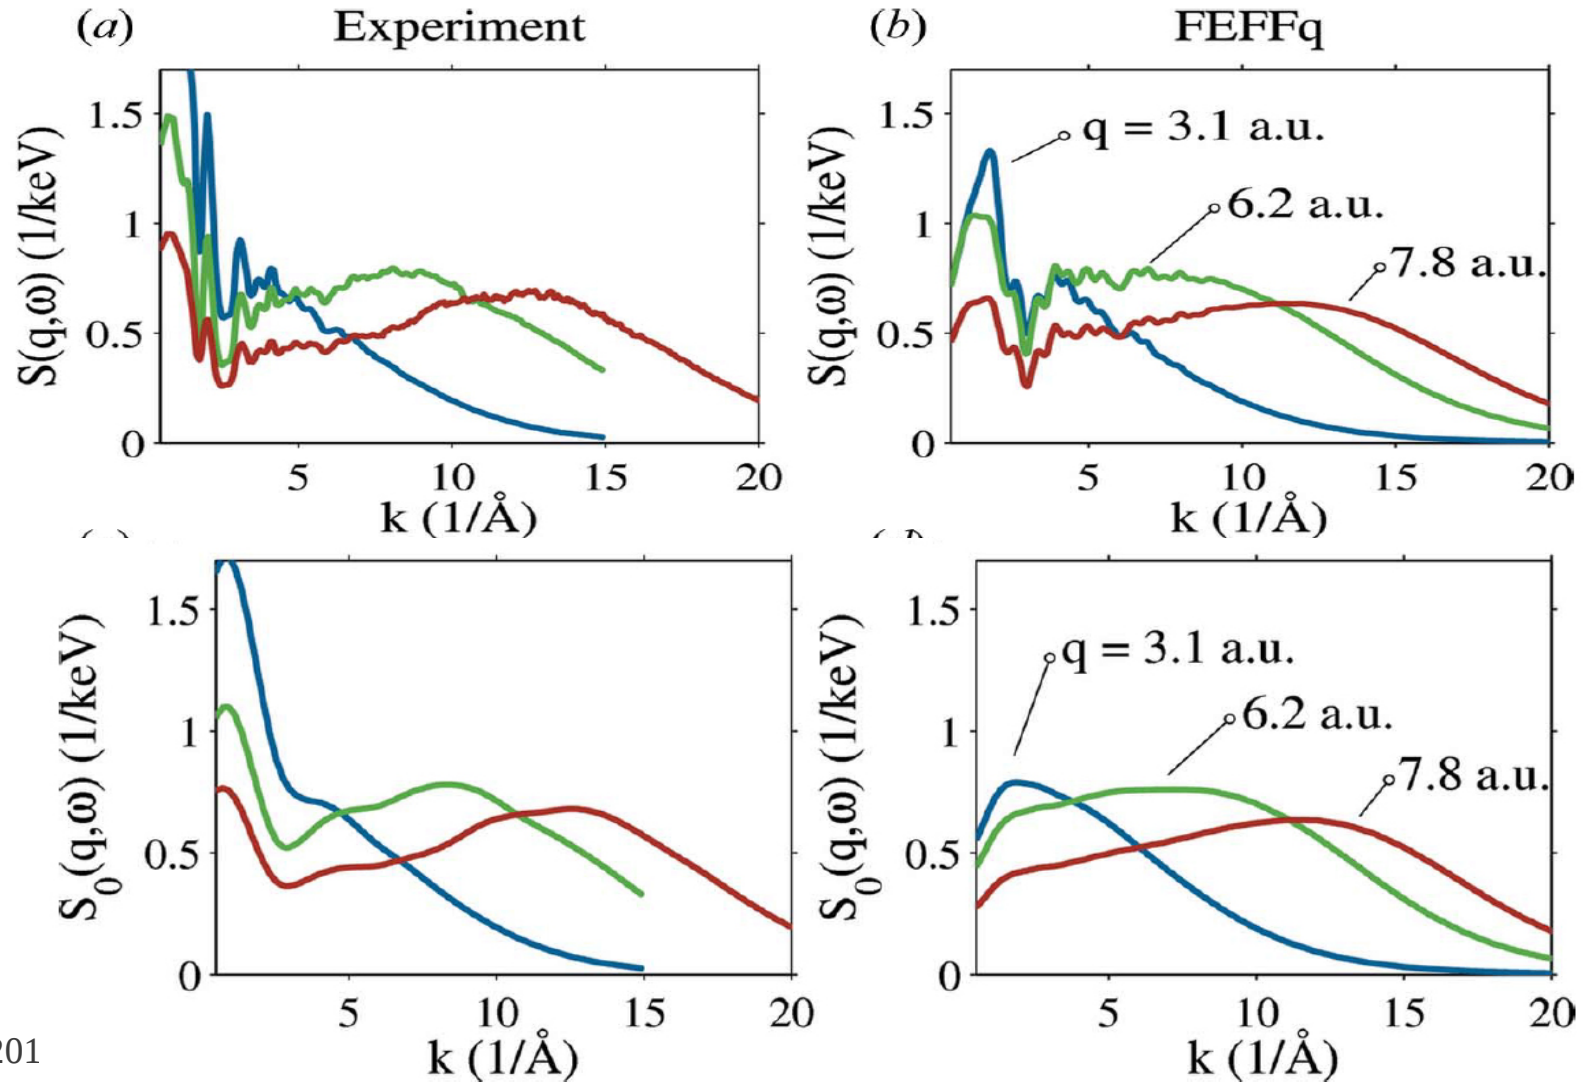 (a) Experiment
S(q,ω) (1/keV)
1.5
1
0.5
0
5 10 15 20
k (1/Å)
(b) FEFFq
S(q,ω) (1/keV)
1.5
1
0.5
0
q = 3.1 a.u.
6.2 a.u.
7.8 a.u.
5 10 15 20
k (1/Å)
S0(q,ω) (1/keV)
1.5
1
0.5
0
5 10 15 20
k (1/Å)
S0(q,ω) (1/keV)
1.5
1
0.5
0
q = 3.1 a.u.
6.2 a.u.
7.8 a.u.
5 10 15 20
k (1/Å)
201